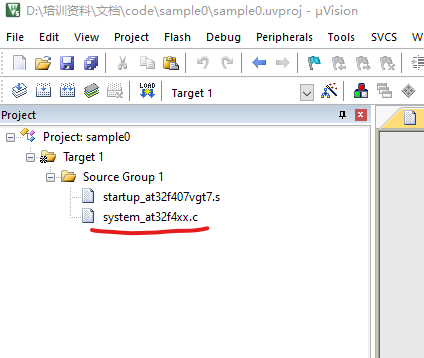 D:\培训资料\文档\code\sample0\sample0.uvproj - µVision
File Edit View Project Flash Debug Peripherals Tools SVCS W
LOAD Target 1
Project
Project: sample0
Target 1
Source Group 1
startup_at32f407vgt7.s
system_at32f4xx.c